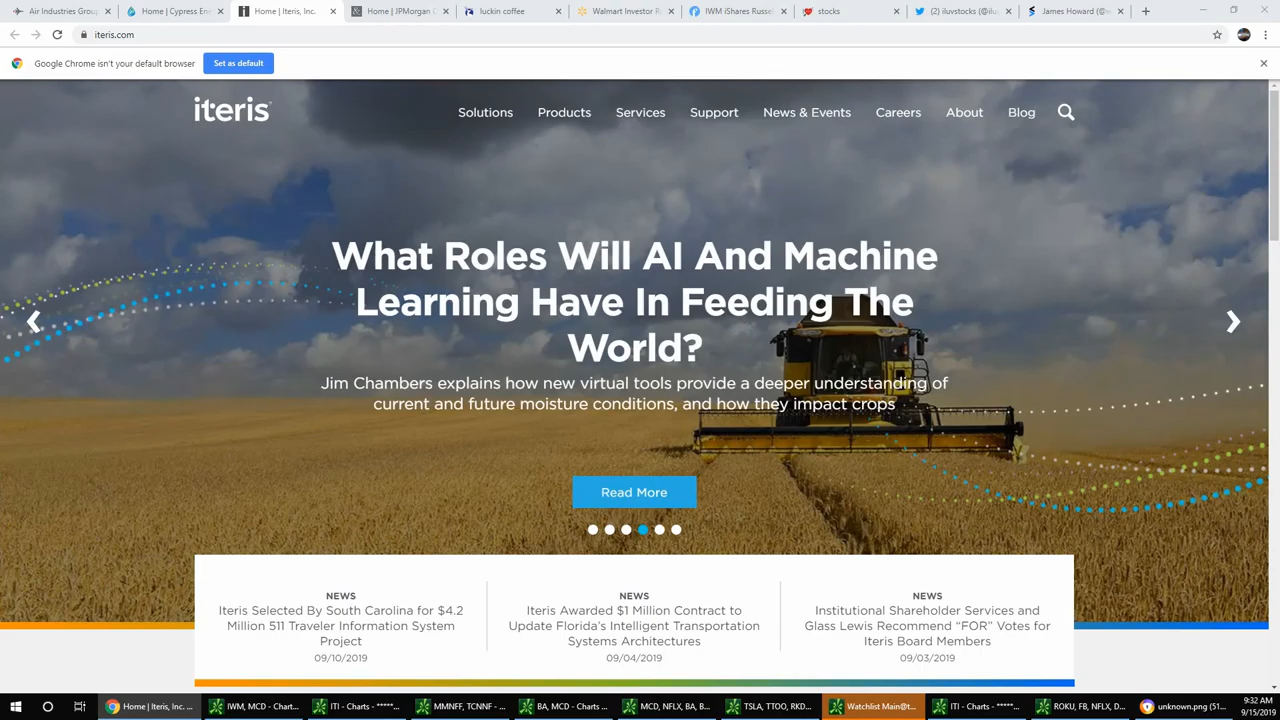 Air Industries Group
Home | Cypress En
Home | Iteris, Inc.
Home | JPMorgan
luckin coffee
Walmart Investor R
IWM iShares Russe
stocks
(2) iluvstocks (@ilu
James Howard (@
iteris.com
Google Chrome isn't your default browser
Set as default
iteris
Solutions
Products
Services
Support
News & Events
Careers
About
Blog
What Roles Will AI And Machine
Learning Have In Feeding The
World?
Jim Chambers explains how new virtual tools provide a deeper understanding of
current and future moisture conditions, and how they impact crops
Read More
NEWS
Iteris Selected By South Carolina for $4.2
Million 511 Traveler Information System
Project
09/10/2019
NEWS
Iteris Awarded $1 Million Contract to
Update Florida's Intelligent Transportation
Systems Architectures
09/04/2019
NEWS
Institutional Shareholder Services and
Glass Lewis Recommend “FOR” Votes for
Iteris Board Members
09/03/2019
Home | Iteris, Inc. ...
IWM, MCD - Chart...
ITI - Charts - *****...
MMNFF, TCNNF - ...
BA, MCD - Charts ...
MCD, NFLX, BA, B...
TSLA, TTOO, RKD...
Watchlist Main@t...
ITI - Charts - *****...
ROKU, FB, NFLX, D...
unknown.png (51...
9:32 AM
9/15/2019